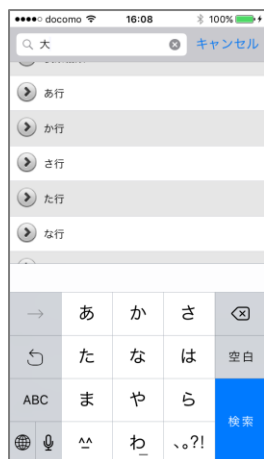 docomo 16:08 100%
大 キャンセル
あ行
か行
さ行
た行
な行
→ あ か さ
た な は 空白
ABC ま や ら 検索
^^ わ 、。?!